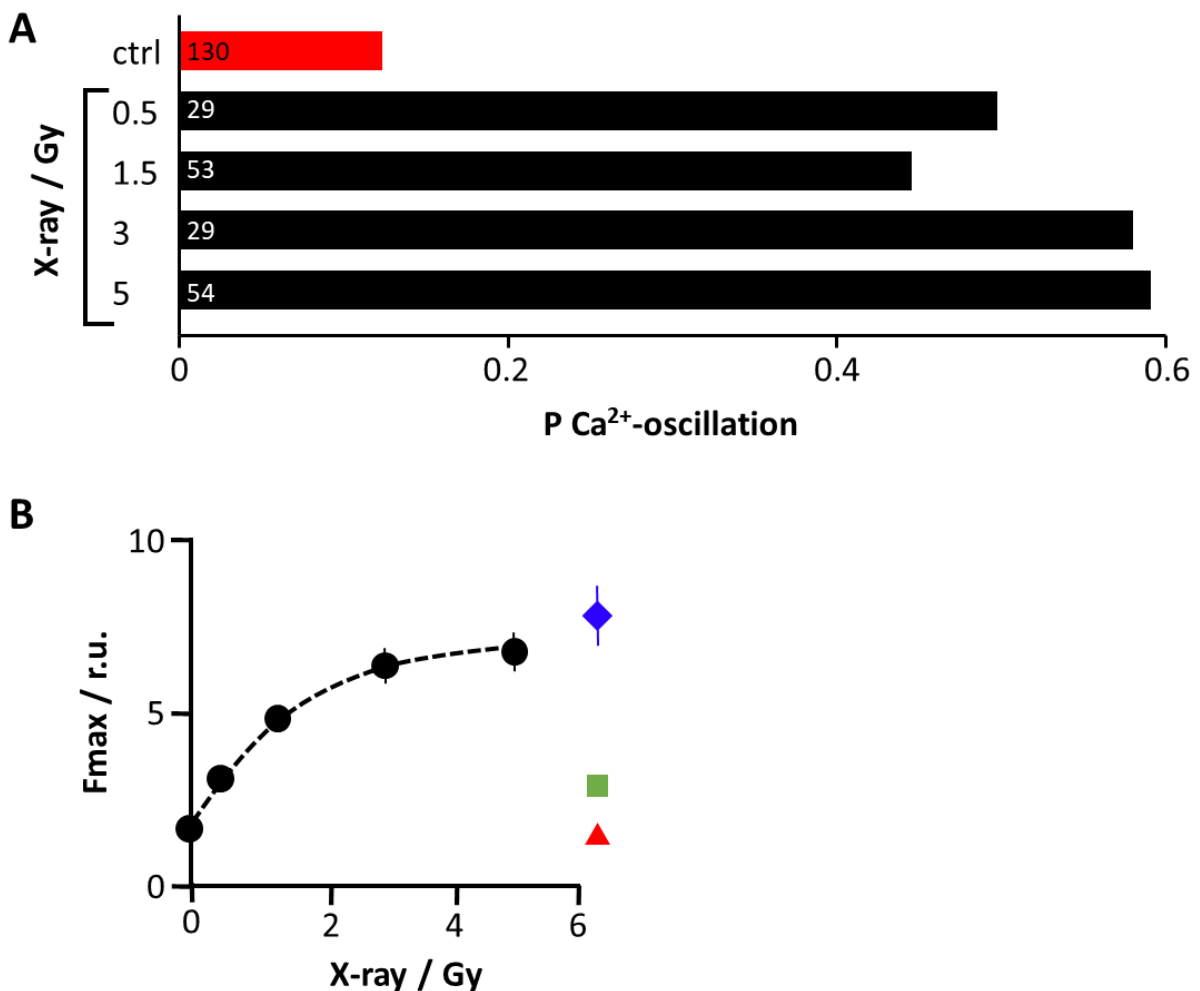 A
ctrl 130
0.5 29
1.5 53
3 29
5 54
X-ray / Gy
0 0.2 0.4 0.6
P Ca²⁺-oscillation
B
10
5
0
Fmax / r.u.
0 2 4 6
X-ray / Gy